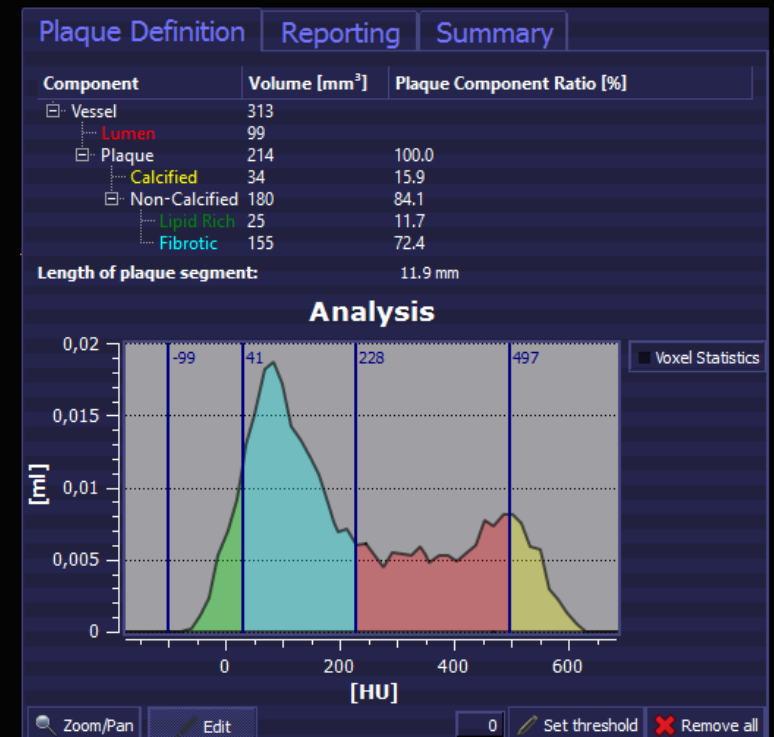 Plaque Definition Reporting Summary
Component Volume [mm³] Plaque Component Ratio [%]
Vessel 313
Lumen 99
Plaque 214 100.0
Calcified 34 15.9
Non-Calcified 180 84.1
Lipid Rich 25 11.7
Fibrotic 155 72.4
Length of plaque segment: 11.9 mm
Analysis
0,02
-99 41 228 497
Voxel Statistics
0,015
[ml]
0,01
0,005
0
0 200 400 600
[HU]
Zoom/Pan Edit 0 Set threshold Remove all